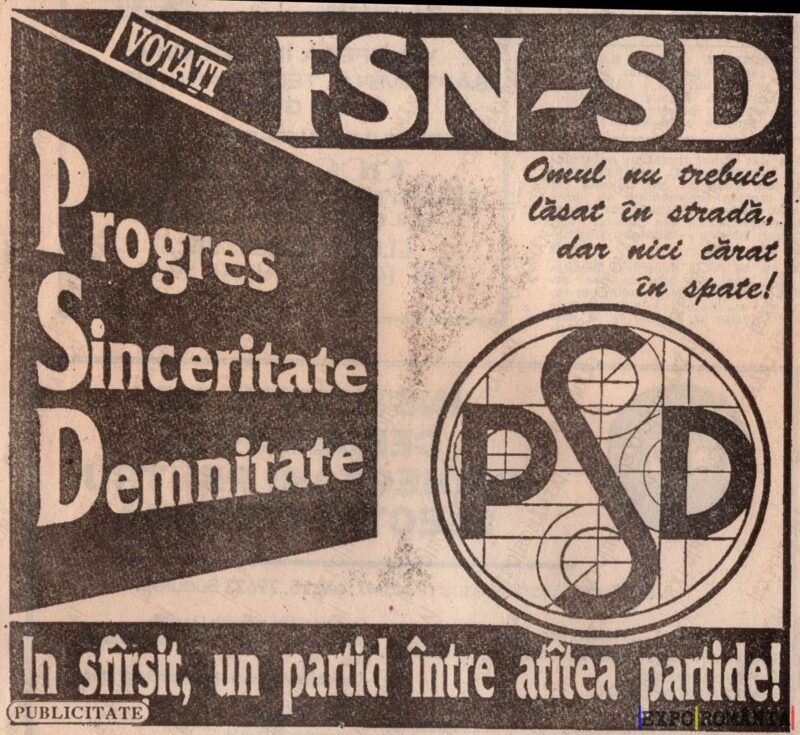 VOTAȚI
FSN-SD
Progres
Sinceritate
Demnitate
Omul nu trebuie
lăsat în stradă,
dar nici cărat
în spate!
PSD
In sfîrsit, un partid între atîtea partide!
PUBLICITATE
EXPO ROMÂNIA